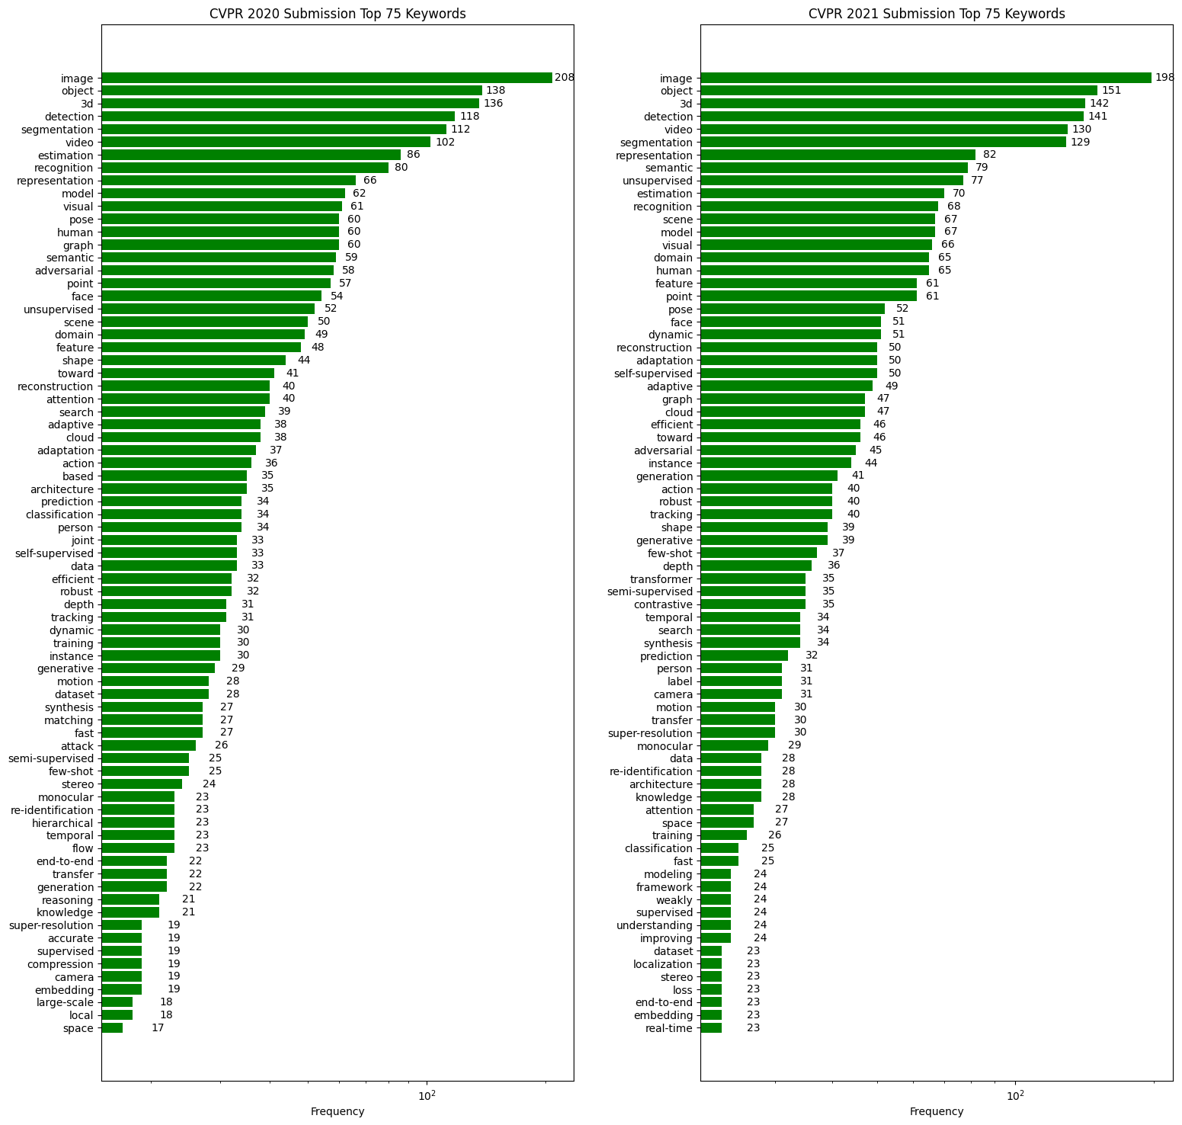 CVPR 2020 Submission Top 75 Keywords
image 208
object 138
3d 136
detection 118
segmentation 112
video 102
estimation 86
recognition 80
representation 66
model 62
visual 61
pose 60
human 60
graph 60
semantic 59
adversarial 58
point 57
face 54
unsupervised 52
scene 50
domain 49
feature 48
shape 44
toward 41
reconstruction 40
attention 40
search 39
adaptive 38
cloud 38
adaptation 37
action 36
based 35
architecture 35
prediction 34
classification 34
person 34
joint 33
self-supervised 33
data 33
efficient 32
robust 32
depth 31
tracking 31
dynamic 30
training 30
instance 30
generative 29
motion 28
dataset 28
synthesis 27
matching 27
fast 27
attack 26
semi-supervised 25
few-shot 25
stereo 24
monocular 23
re-identification 23
hierarchical 23
temporal 23
flow 23
end-to-end 22
transfer 22
generation 22
reasoning 21
knowledge 21
super-resolution 19
accurate 19
supervised 19
compression 19
camera 19
embedding 19
large-scale 18
local 18
space 17
10²
Frequency
CVPR 2021 Submission Top 75 Keywords
image 198
object 151
3d 142
detection 141
video 130
segmentation 129
representation 82
semantic 79
unsupervised 77
estimation 70
recognition 68
scene 67
model 67
visual 66
domain 65
human 65
feature 61
point 61
pose 52
face 51
dynamic 51
reconstruction 50
adaptation 50
self-supervised 50
adaptive 49
graph 47
cloud 47
efficient 46
toward 46
adversarial 45
instance 44
generation 41
action 40
robust 40
tracking 40
shape 39
generative 39
few-shot 37
depth 36
transformer 35
semi-supervised 35
contrastive 35
temporal 34
search 34
synthesis 34
prediction 32
person 31
label 31
camera 31
motion 30
transfer 30
super-resolution 30
monocular 29
data 28
re-identification 28
architecture 28
knowledge 28
attention 27
space 27
training 26
classification 25
fast 25
modeling 24
framework 24
weakly 24
supervised 24
understanding 24
improving 24
dataset 23
localization 23
stereo 23
loss 23
end-to-end 23
embedding 23
real-time 23
10²
Frequency